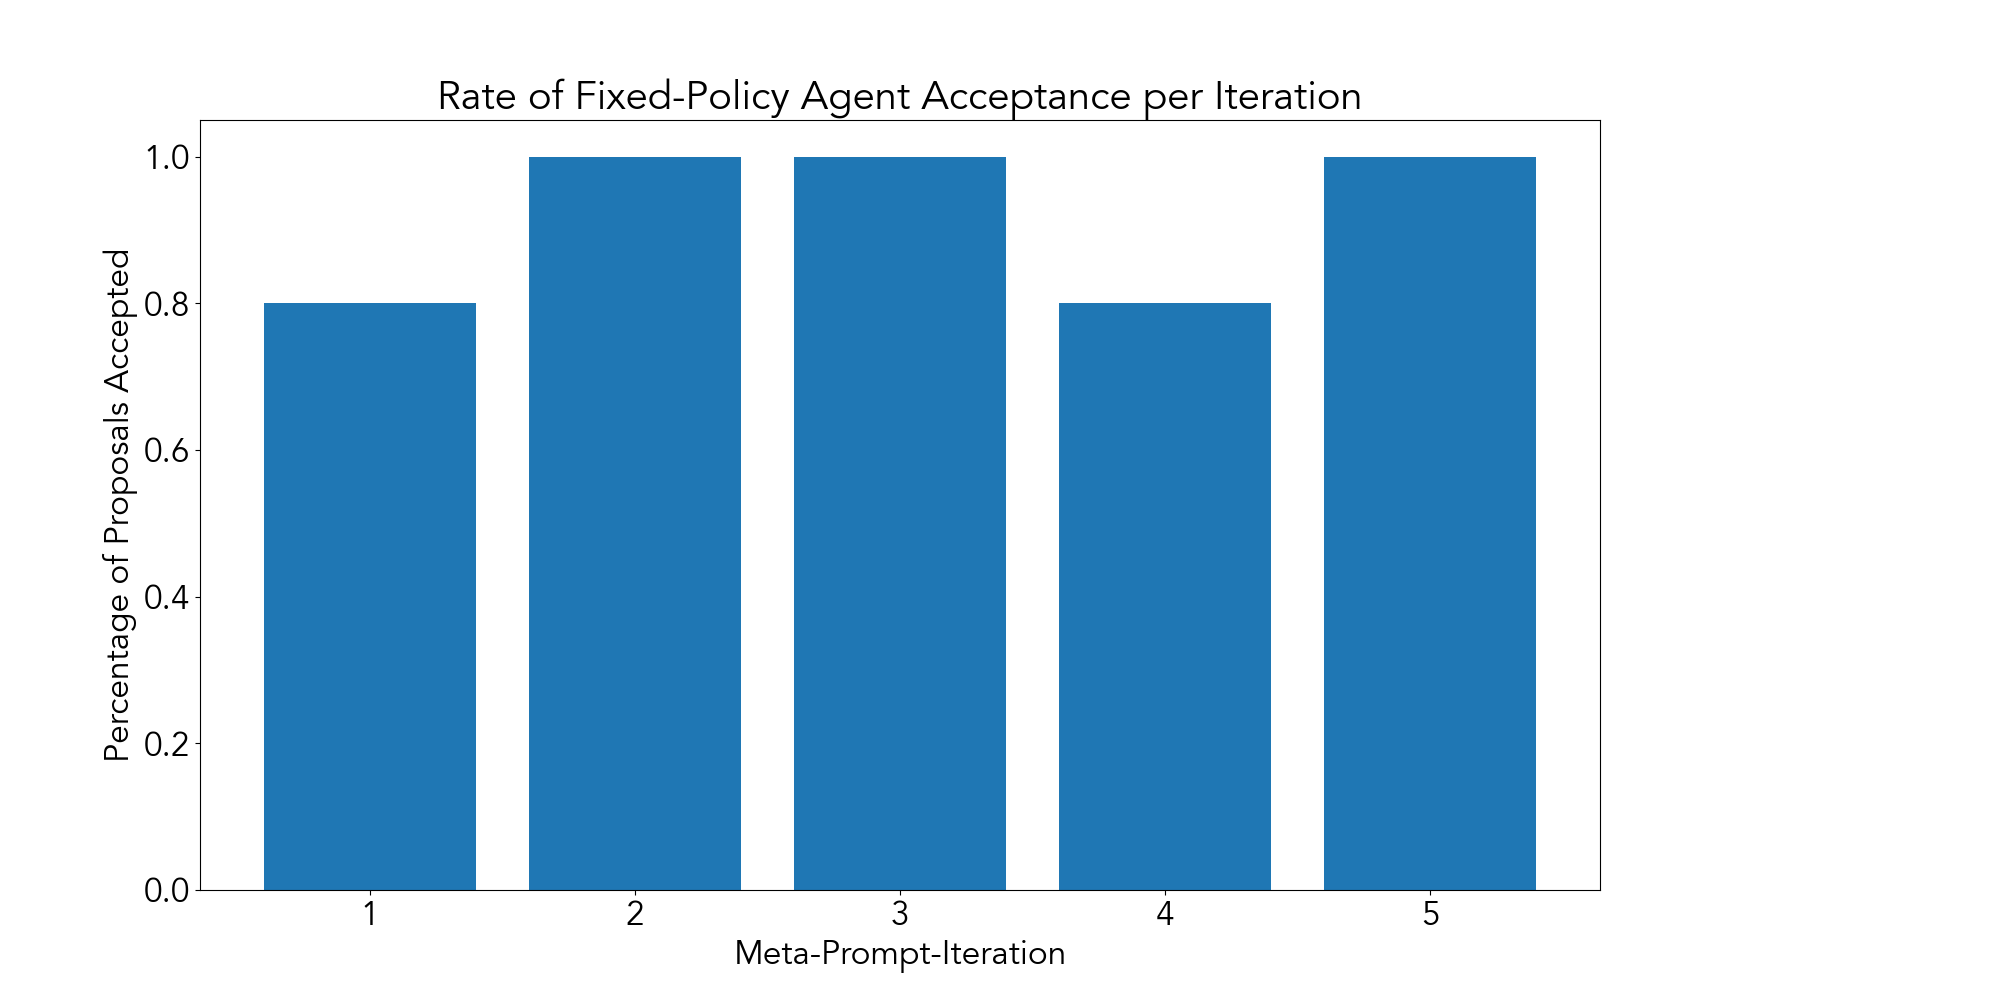 Rate of Fixed-Policy Agent Acceptance per Iteration
Percentage of Proposals Accepted
1.0
0.8
0.6
0.4
0.2
0.0
1 2 3 4 5
Meta-Prompt-Iteration